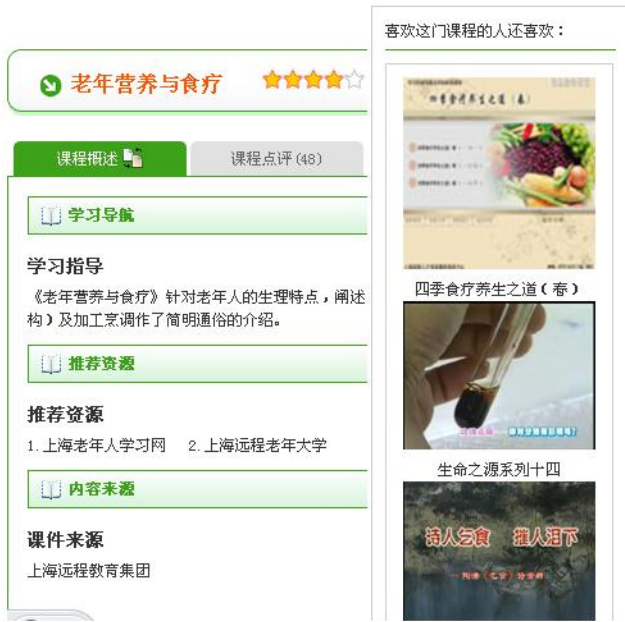 老年营养与食疗
课程概述
课程点评(48)
学习导航
学习指导
《老年营养与食疗》针对老年人的生理特点，阐述
构）及加工烹调作了简明通俗的介绍。
推荐资源
推荐资源
1.上海老年人学习网 2.上海远程老年大学
内容来源
课件来源
上海远程教育集团
喜欢这门课程的人还喜欢：
四季食疗养生之道（春）
四季食疗养生之道（春）
生命之源系列十四
诗人乞食 摧人泪下